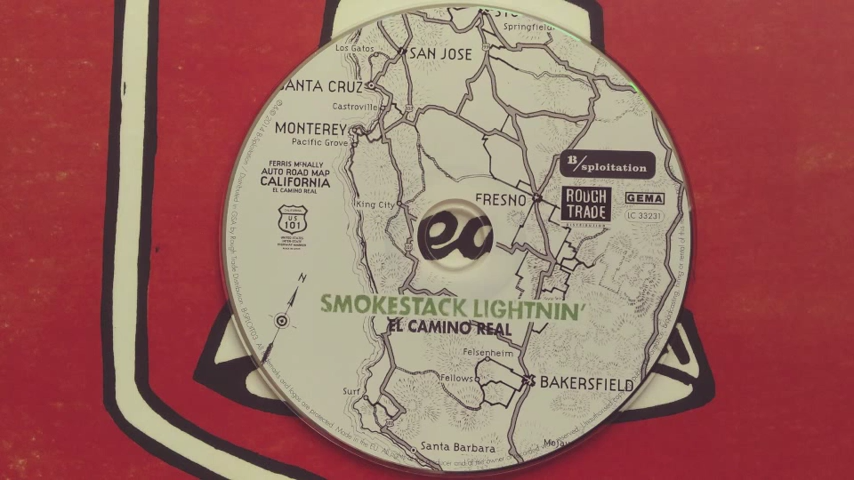 Springfield
Los Gatos
SAN JOSE
SANTA CRUZ
Castroville
MONTEREY
Pacific Grove
FERRIS McNALLY
AUTO ROAD MAP
CALIFORNIA
EL CAMINO REAL
US
101
King City
FRESNO
B/sploitation
ROUGH
TRADE
DISTRIBUTION
GEMA
LC 33231
N
SMOKESTACK LIGHTNIN'
EL CAMINO REAL
Felsenheim
Fellows
BAKERSFIELD
Surf
Santa Barbara